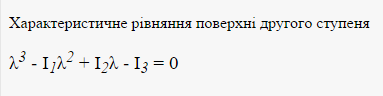 Характеристичне рівняння поверхні другого ступеня
λ³ - I₁λ² + I₂λ - I₃ = 0